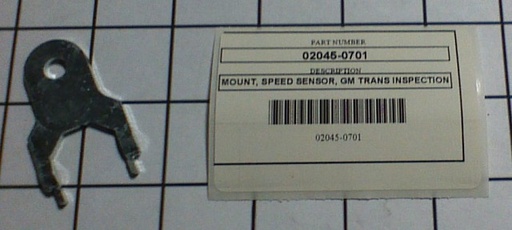 PART NUMBER
02045-0701
DESCRIPTION
MOUNT, SPEED SENSOR, GM TRANS INSPECTION
02045-0701